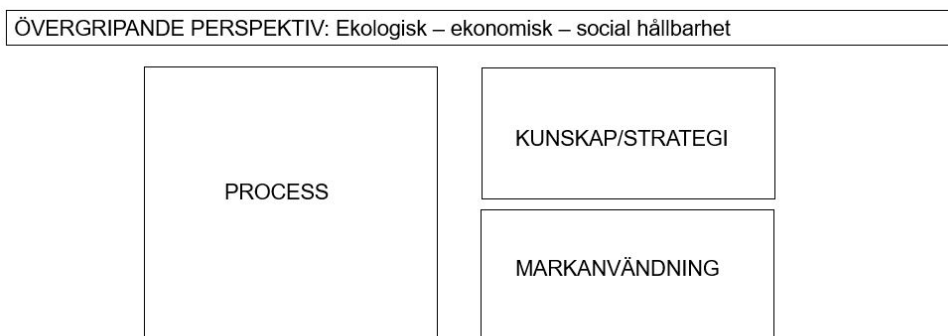 ÖVERGRIPANDE PERSPEKTIV: Ekologisk – ekonomisk – social hållbarhet
PROCESS
KUNSKAP/STRATEGI
MARKANVÄNDNING